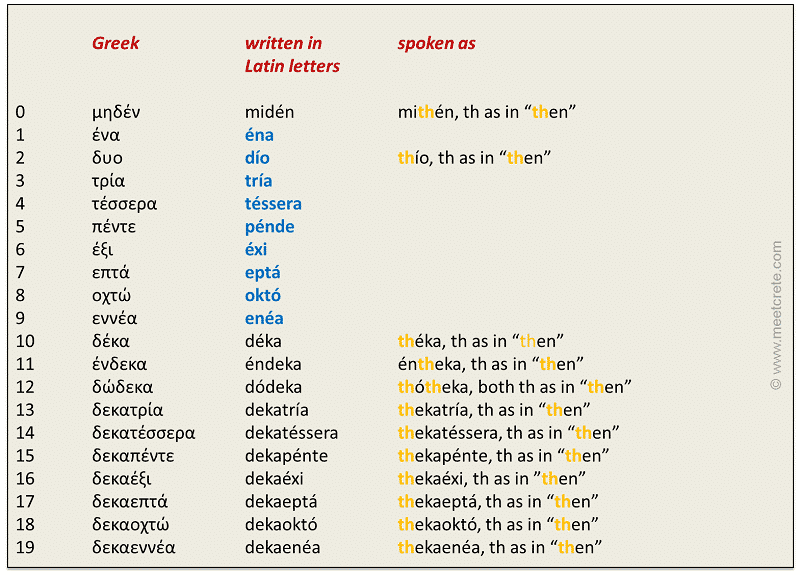 Greek written in spoken as
Latin letters
0 μηδέν midén mithén, th as in “then”
1 ένα éna
2 δυο dío thío, th as in “then”
3 τρία tría
4 τέσσερα téssera
5 πέντε pénde
6 έξι éxi
7 επτά eptá
8 οχτώ októ
9 εννέα enéa
10 δέκα déka théka, th as in “then”
11 ένδεκα éndeka éntheka, th as in “then”
12 δώδεκα dódeka thótheka, both th as in “then”
13 δεκατρία dekatría thekatría, th as in “then”
14 δεκατέσσερα dekatéssera thekatéssera, th as in “then”
15 δεκαπέντε dekapénte thekapénte, th as in “then”
16 δεκαέξι dekaéxi thekaéxi, th as in ”then”
17 δεκαεπτά dekaeptá thekaeptá, th as in “then”
18 δεκαοχτώ dekaoktó thekaoktó, th as in “then”
19 δεκαεννέα dekaenéa thekaenéa, th as in “then”
© www.meetcrete.com